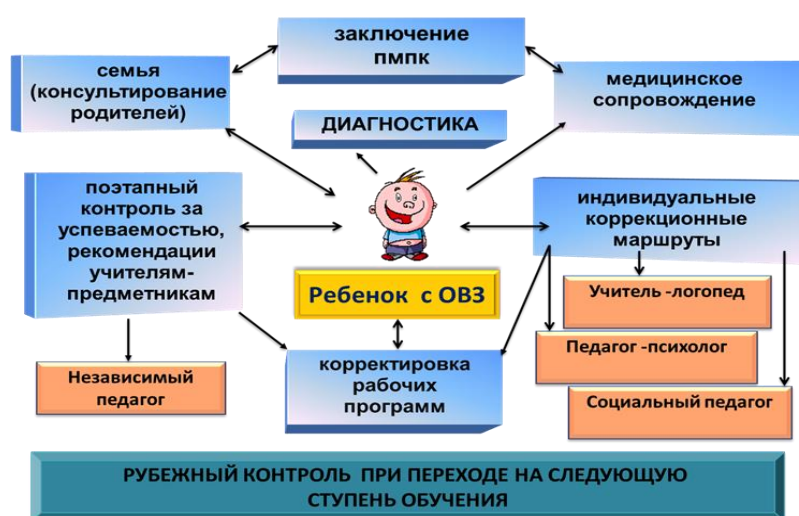 заключение
пмпк
семья
(консультирование
родителей)
медицинское
сопровождение
ДИАГНОСТИКА
поэтапный
контроль за
успеваемостью,
рекомендации
учителям-
предметникам
индивидуальные
коррекционные
маршруты
Ребенок с ОВЗ
Учитель -логопед
Педагог -психолог
Социальный педагог
Независимый
педагог
корректировка
рабочих
программ
РУБЕЖНЫЙ КОНТРОЛЬ ПРИ ПЕРЕХОДЕ НА СЛЕДУЮЩУЮ
СТУПЕНЬ ОБУЧЕНИЯ